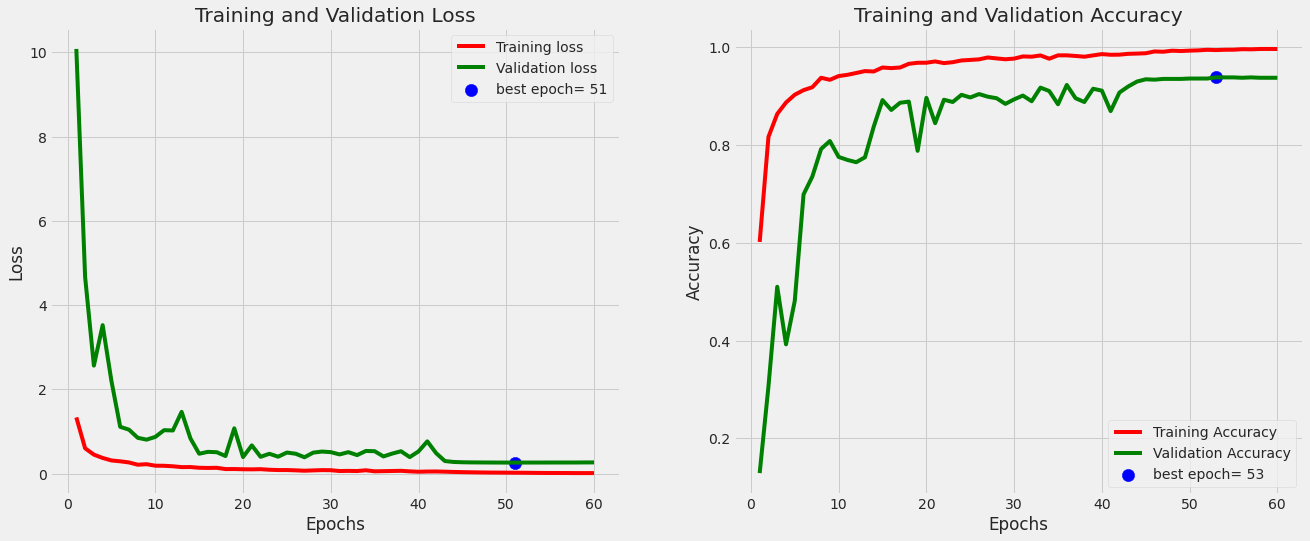 Training and Validation Loss
Training loss
Validation loss
best epoch= 51
10
8
6
4
2
0
Loss
0
10
20
30
40
50
60
Epochs
Training and Validation Accuracy
1.0
0.8
0.6
0.4
0.2
Accuracy
Training Accuracy
Validation Accuracy
best epoch= 53
0
10
20
30
40
50
60
Epochs